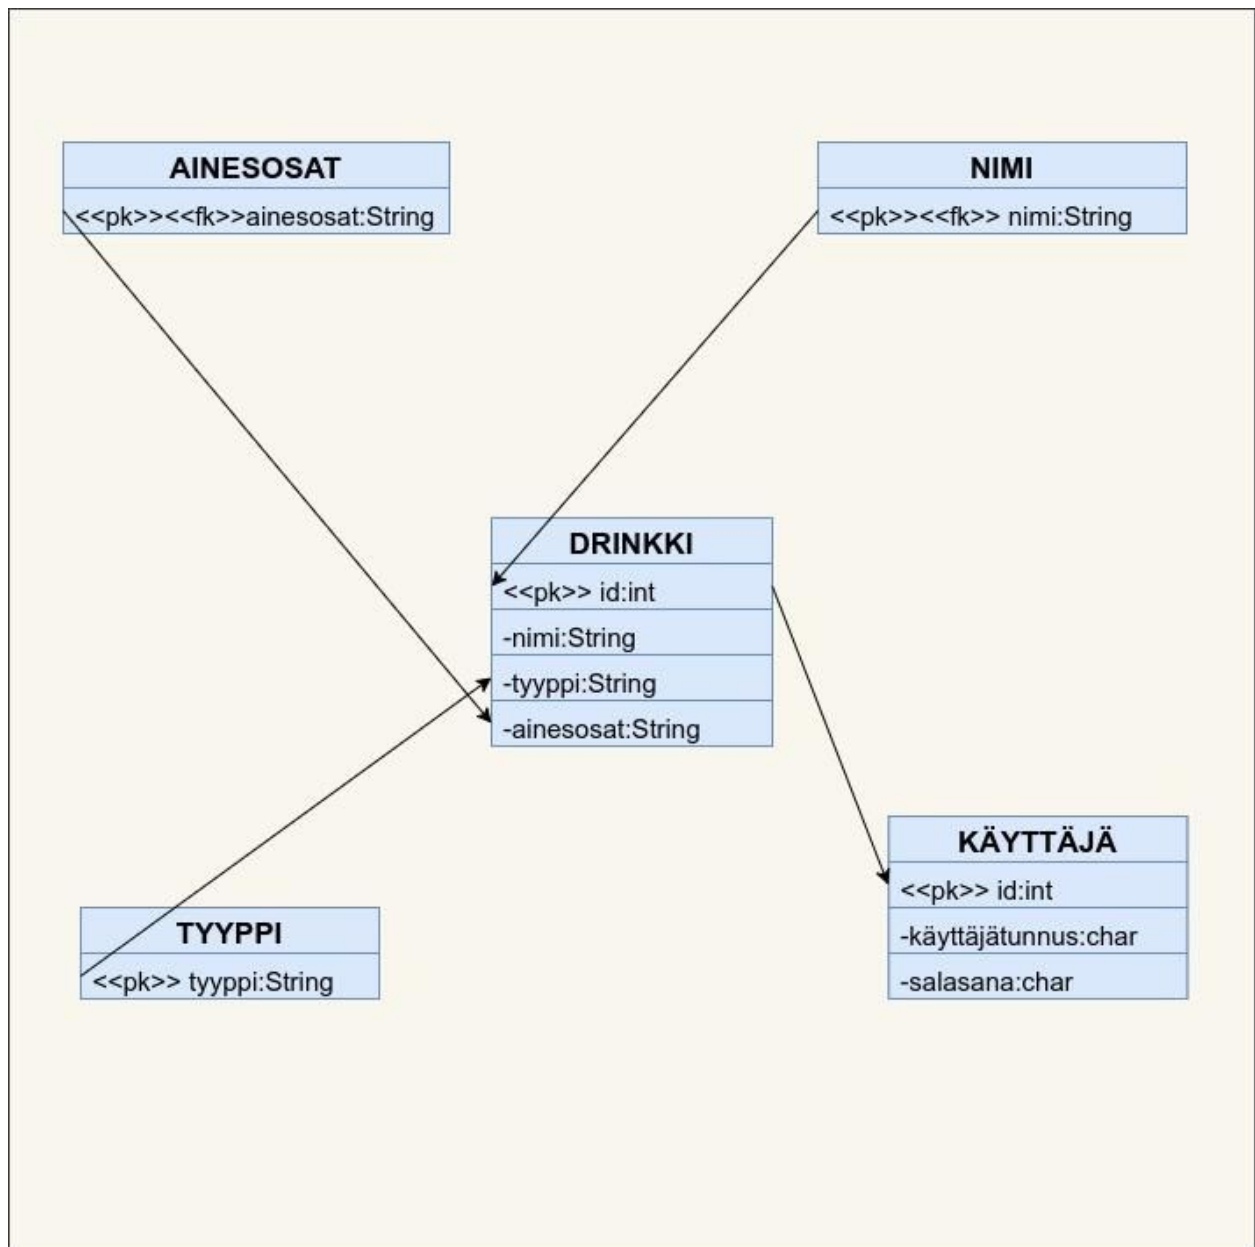 AINESOSAT
<<pk>><<fk>>ainesosat:String
NIMI
<<pk>><<fk>> nimi:String
DRINKKI
<<pk>> id:int
-nimi:String
-tyyppi:String
-ainesosat:String
KÄYTTÄJÄ
<<pk>> id:int
-käyttäjätunnus:char
-salasana:char
TYYPPI
<<pk>> tyyppi:String